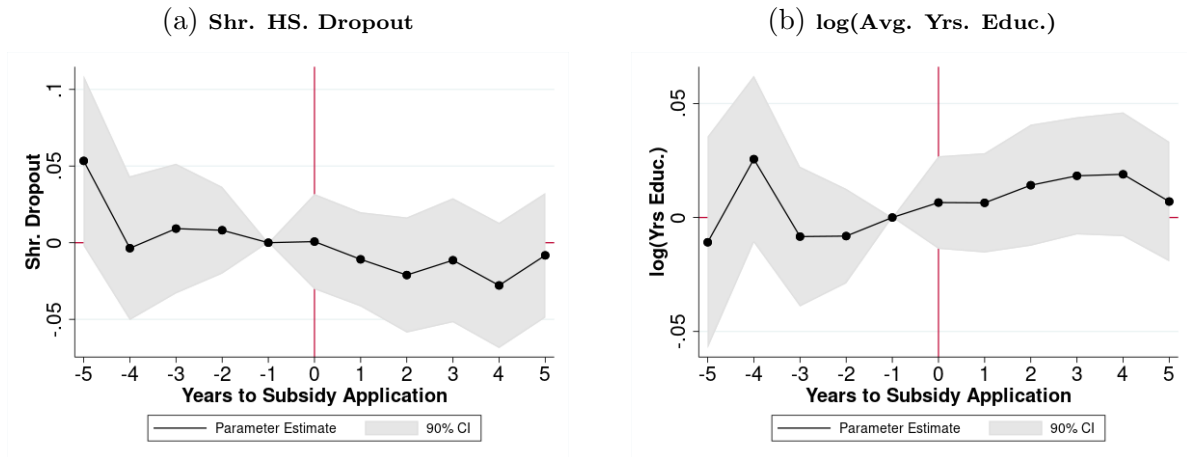 (a) Shr. HS. Dropout
Shr. Dropout
.1
.05
0
-.05
-5 -4 -3 -2 -1 0 1 2 3 4 5
Years to Subsidy Application
Parameter Estimate 90% CI
(b) log(Avg. Yrs. Educ.)
log(Yrs Educ.)
.05
0
-.05
-5 -4 -3 -2 -1 0 1 2 3 4 5
Years to Subsidy Application
Parameter Estimate 90% CI